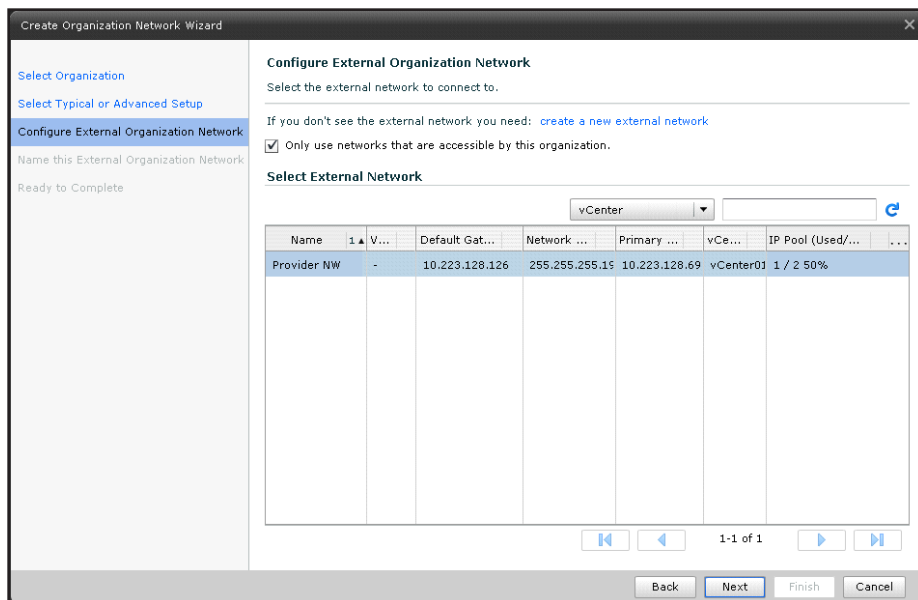 Create Organization Network Wizard
Select Organization
Select Typical or Advanced Setup
Configure External Organization Network
Name this External Organization Network
Ready to Complete
Configure External Organization Network
Select the external network to connect to.
If you don't see the external network you need: create a new external network
Only use networks that are accessible by this organization.
Select External Network
vCenter
Name 1 V... Default Gat... Network ... Primary ... vCe... IP Pool (Used/... ...
Provider NW - 10.223.128.126 255.255.255.19 10.223.128.69 vCenter01 1 / 2 50%
1-1 of 1
Back Next Finish Cancel